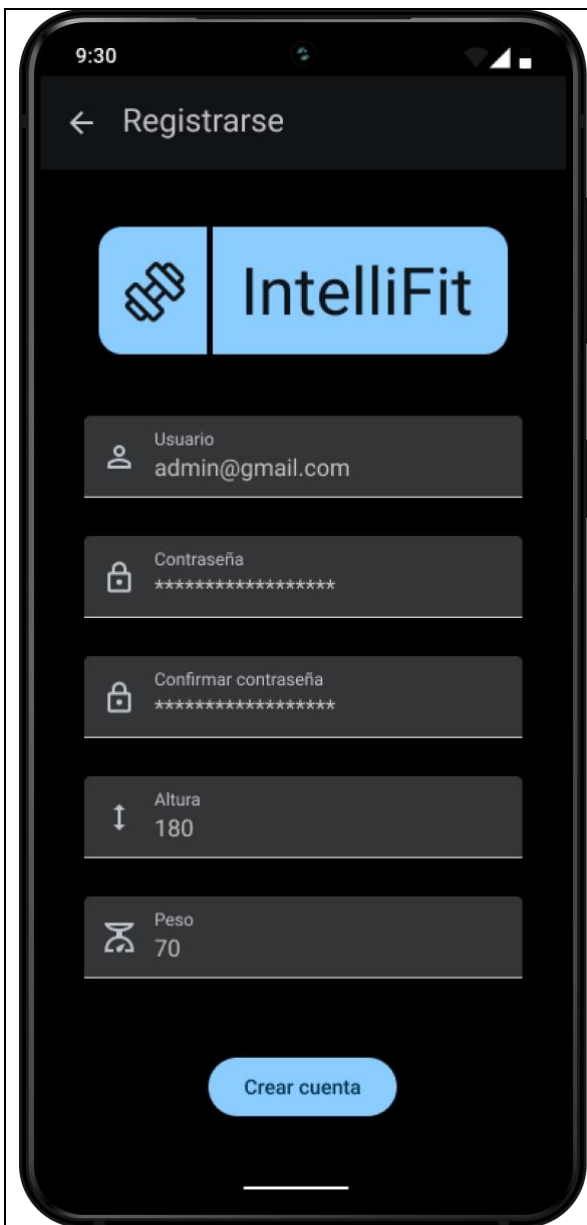 9:30
Registrarse
IntelliFit
Usuario
admin@gmail.com
Contraseña
******************
Confirmar contraseña
******************
Altura
180
Peso
70
Crear cuenta